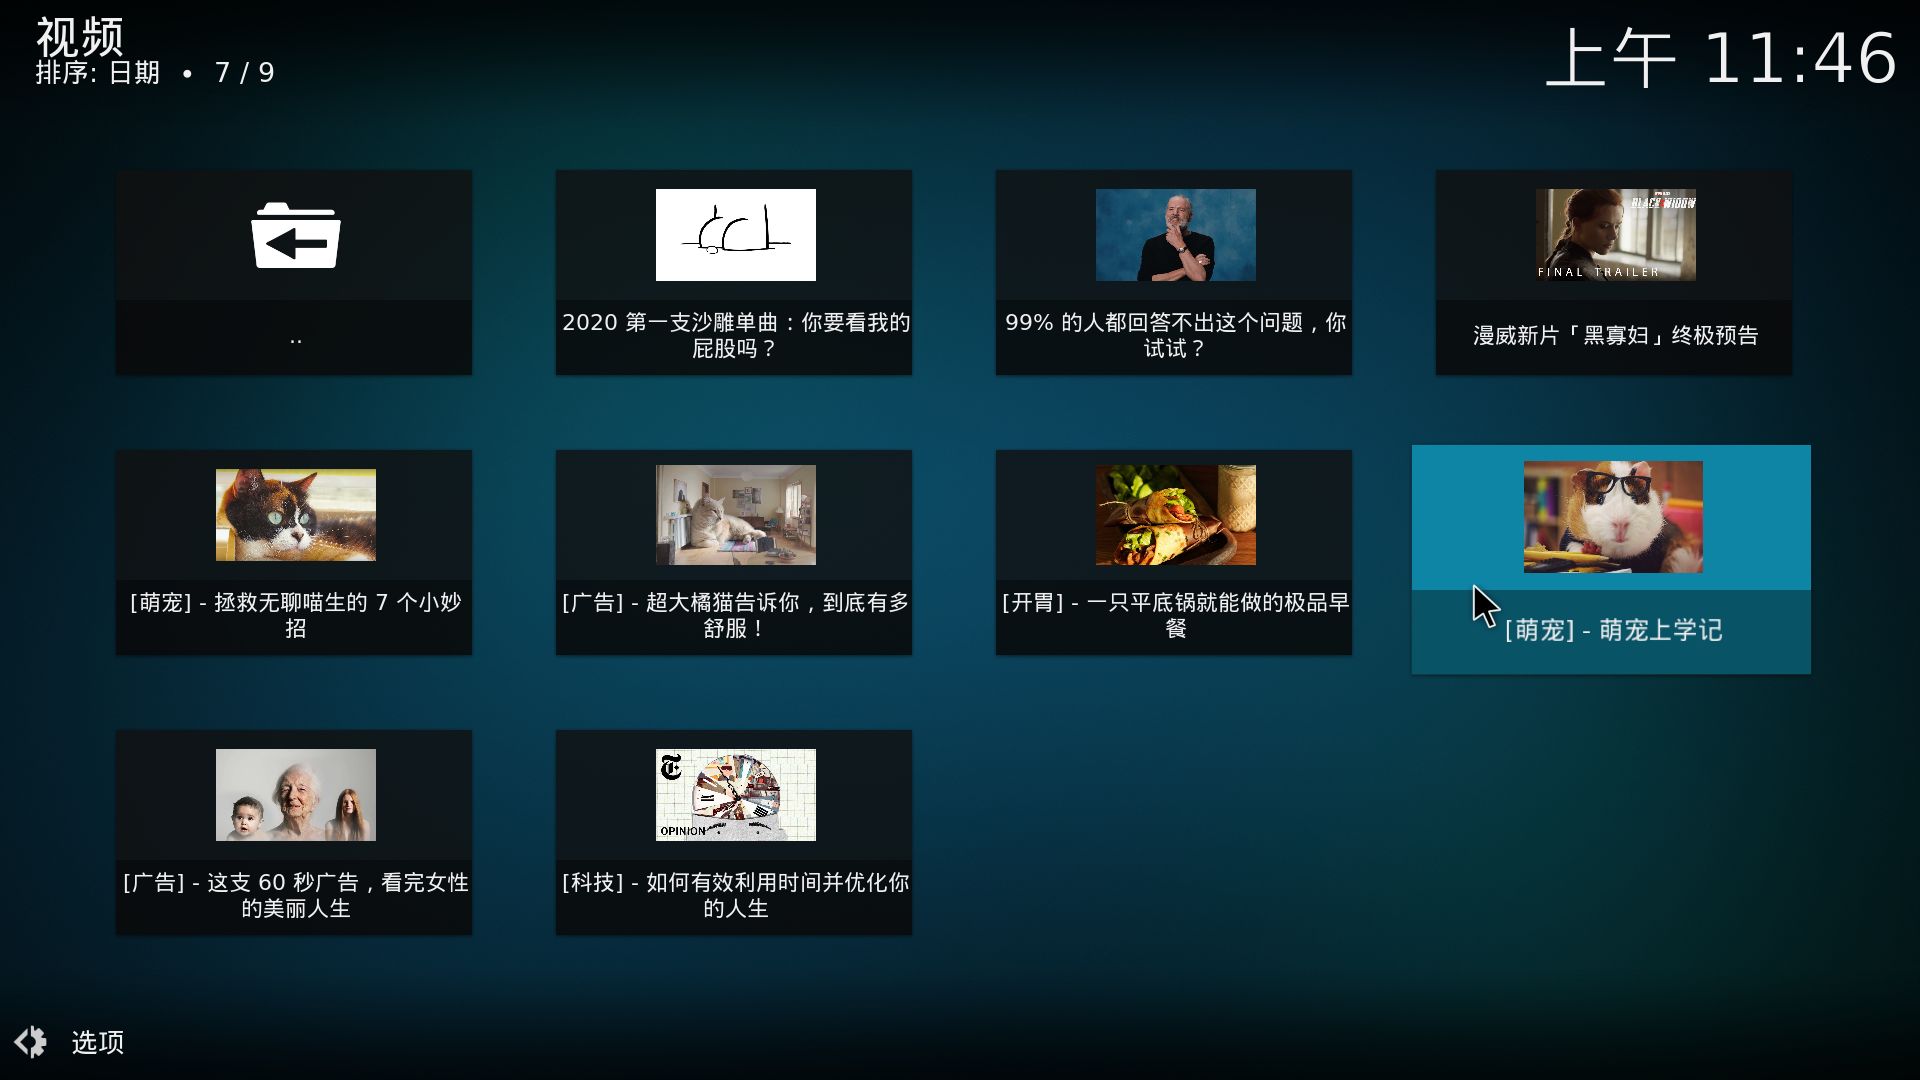 视频
排序: 日期 • 7 / 9
上午 11:46
..
2020 第一支沙雕单曲：你要看我的
屁股吗？
99% 的人都回答不出这个问题，你
试试？
BLACK WIDOW
FINAL TRAILER
漫威新片「黑寡妇」终极预告
[萌宠] - 拯救无聊喵生的 7 个小妙
招
[广告] - 超大橘猫告诉你，到底有多
舒服！
[开胃] - 一只平底锅就能做的极品早
餐
[萌宠] - 萌宠上学记
[广告] - 这支 60 秒广告，看完女性
的美丽人生
T
OPINION
[科技] - 如何有效利用时间并优化你
的人生
选项